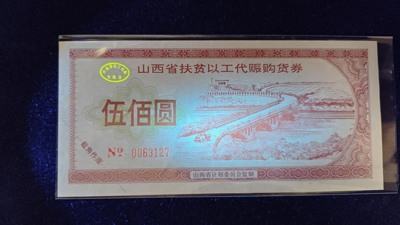 山西省扶贫以工代赈购货券
伍佰圆
Nº 0063127
山西省计划委员会监制